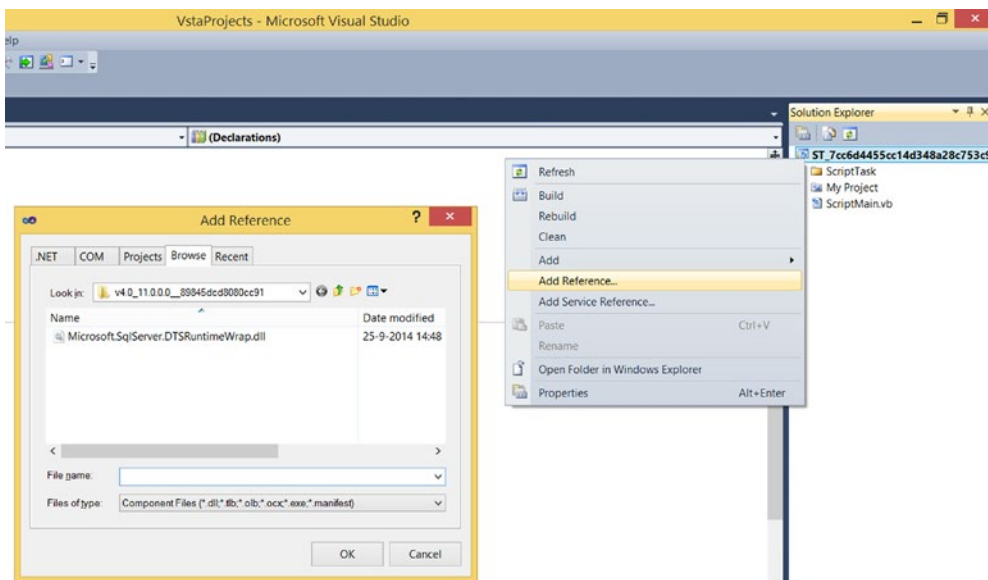 VstaProjects - Microsoft Visual Studio
elp
(Declarations)
Solution Explorer
ST_7cc6d4455cc14d348a28c753c9
ScriptTask
My Project
ScriptMain.vb
Refresh
Build
Rebuild
Clean
Add
Add Reference...
Add Service Reference...
Paste Ctrl+V
Rename
Open Folder in Windows Explorer
Properties Alt+Enter
Add Reference
.NET COM Projects Browse Recent
Look in: v4.0_11.0.0.0__89845dcd8080cc91
Name Date modified
Microsoft.SqlServer.DTSRuntimeWrap.dll 25-9-2014 14:48
File name:
Files of type: Component Files (*.dll;*.tlb;*.olb;*.ocx;*.exe;*.manifest)
OK Cancel